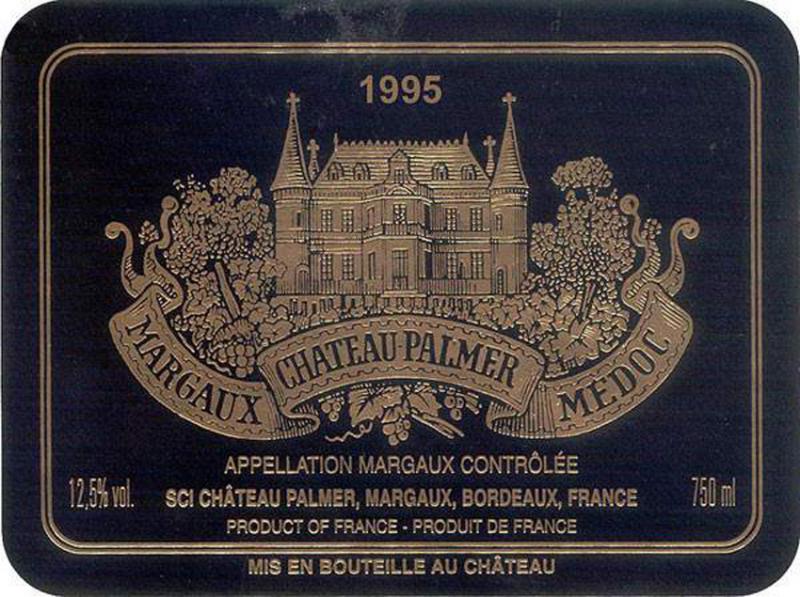 1995
MARGAUX CHATEAU·PALMER MEDOC
APPELLATION MARGAUX CONTRÔLÉE
12,5% vol. SCI CHÂTEAU PALMER, MARGAUX, BORDEAUX, FRANCE 750 ml
PRODUCT OF FRANCE - PRODUIT DE FRANCE
MIS EN BOUTEILLE AU CHÂTEAU